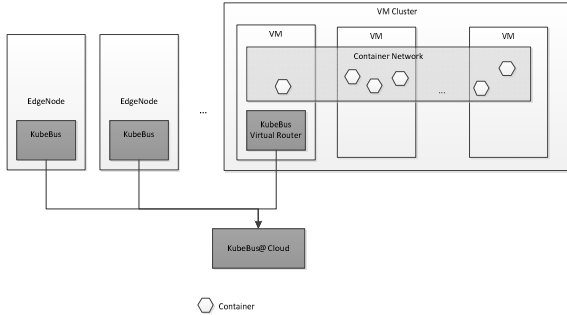 VM Cluster
VM
VM
VM
Container Network
EdgeNode
EdgeNode
...
...
KubeBus
KubeBus
KubeBus
Virtual Router
KubeBus@Cloud
Container